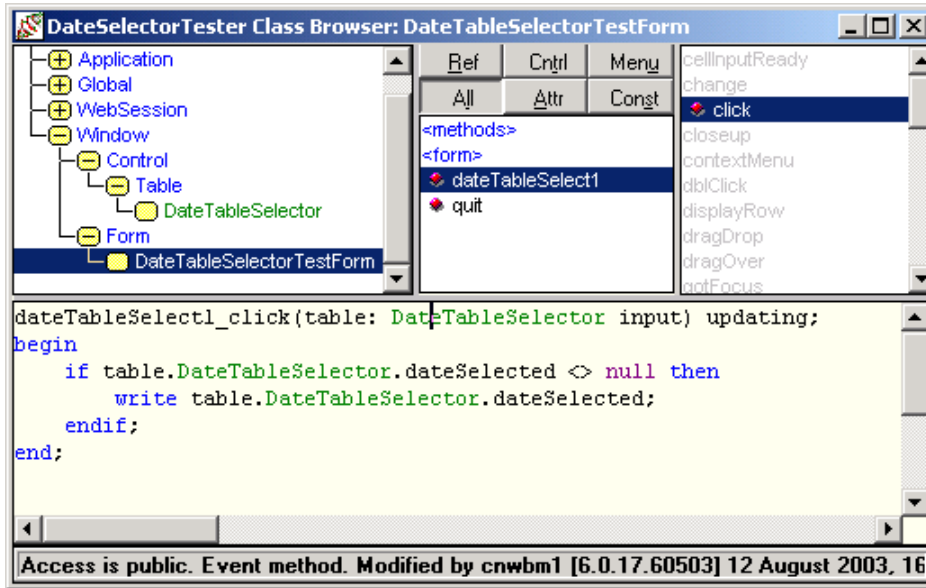 DateSelectorTester Class Browser: DateTableSelectorTestForm
Application
Global
WebSession
Window
Control
Table
DateTableSelector
Form
DateTableSelectorTestForm
Ref Cntrl Menu
All Attr Const
<methods>
<form>
dateTableSelect1
quit
cellInputReady
change
click
closeup
contextMenu
dblClick
displayRow
dragDrop
dragOver
gotFocus
dateTableSelect1_click(table: DateTableSelector input) updating;
begin
if table.DateTableSelector.dateSelected <> null then
write table.DateTableSelector.dateSelected;
endif;
end;
Access is public. Event method. Modified by cnwbm1 [6.0.17.60503] 12 August 2003, 16